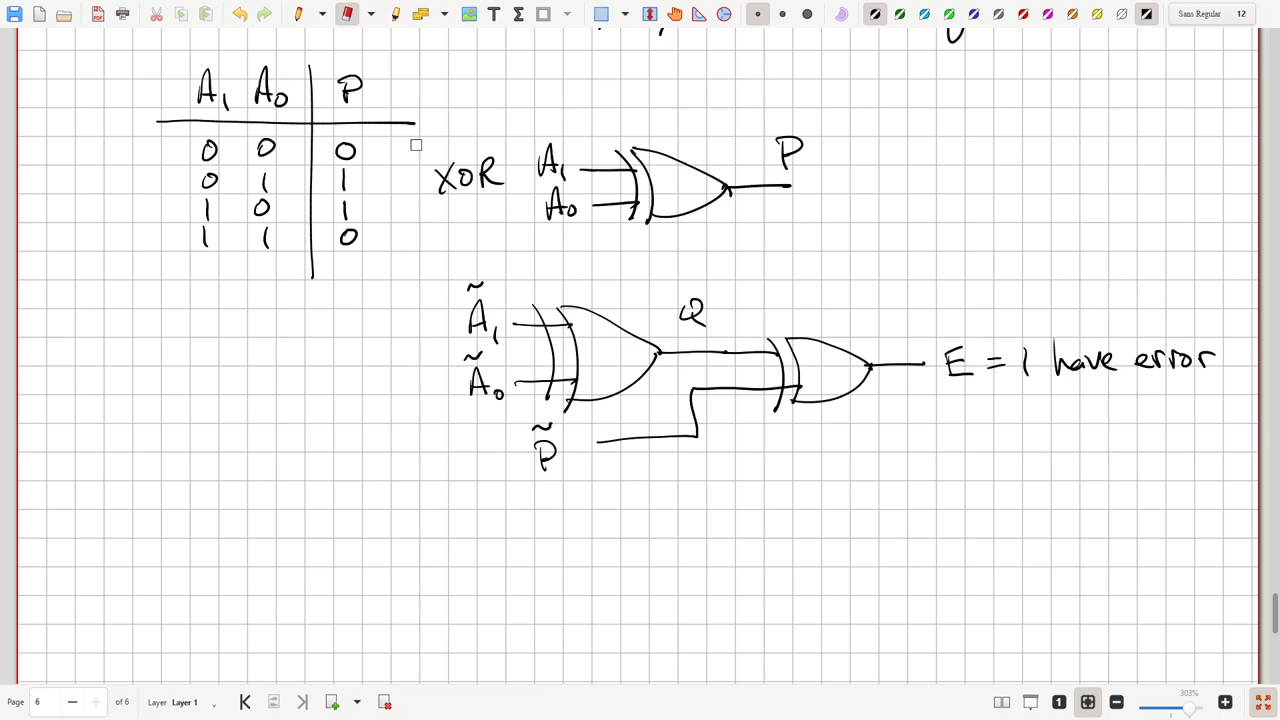 Sans Regular 12
A₁ A₀ P
0 0 0
0 1 1
1 0 1
1 1 0
XOR A₁ P
A₀
Ã₁ Q
Ã₀ E = 1 have error
P̃
Page 6 of 6 Layer Layer 1 303%